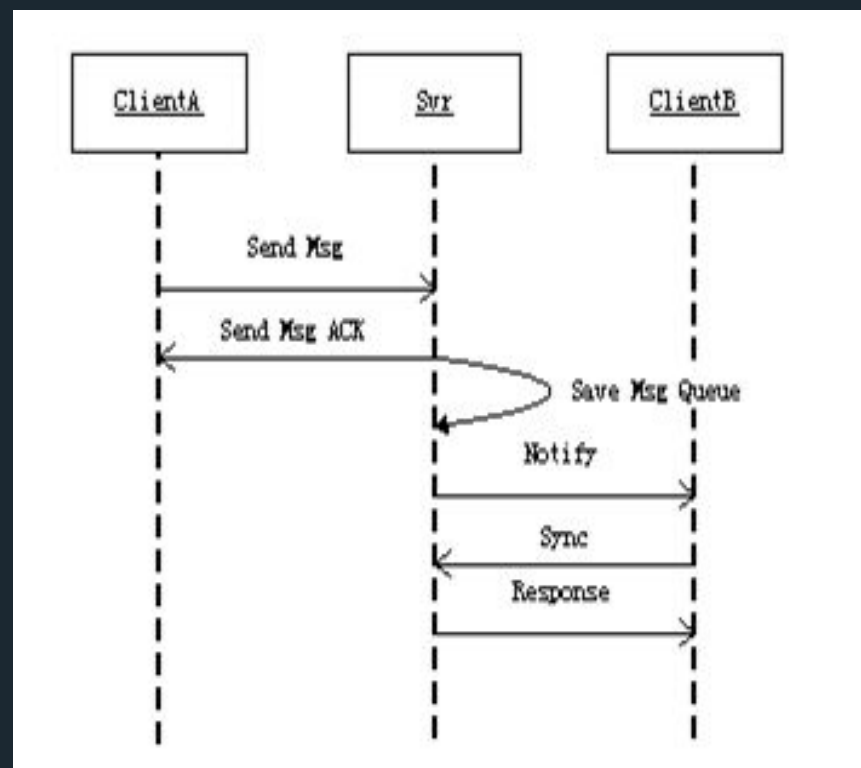 ClientA
Svr
ClientB
Send Msg
Send Msg ACK
Save Msg Queue
Notify
Sync
Response